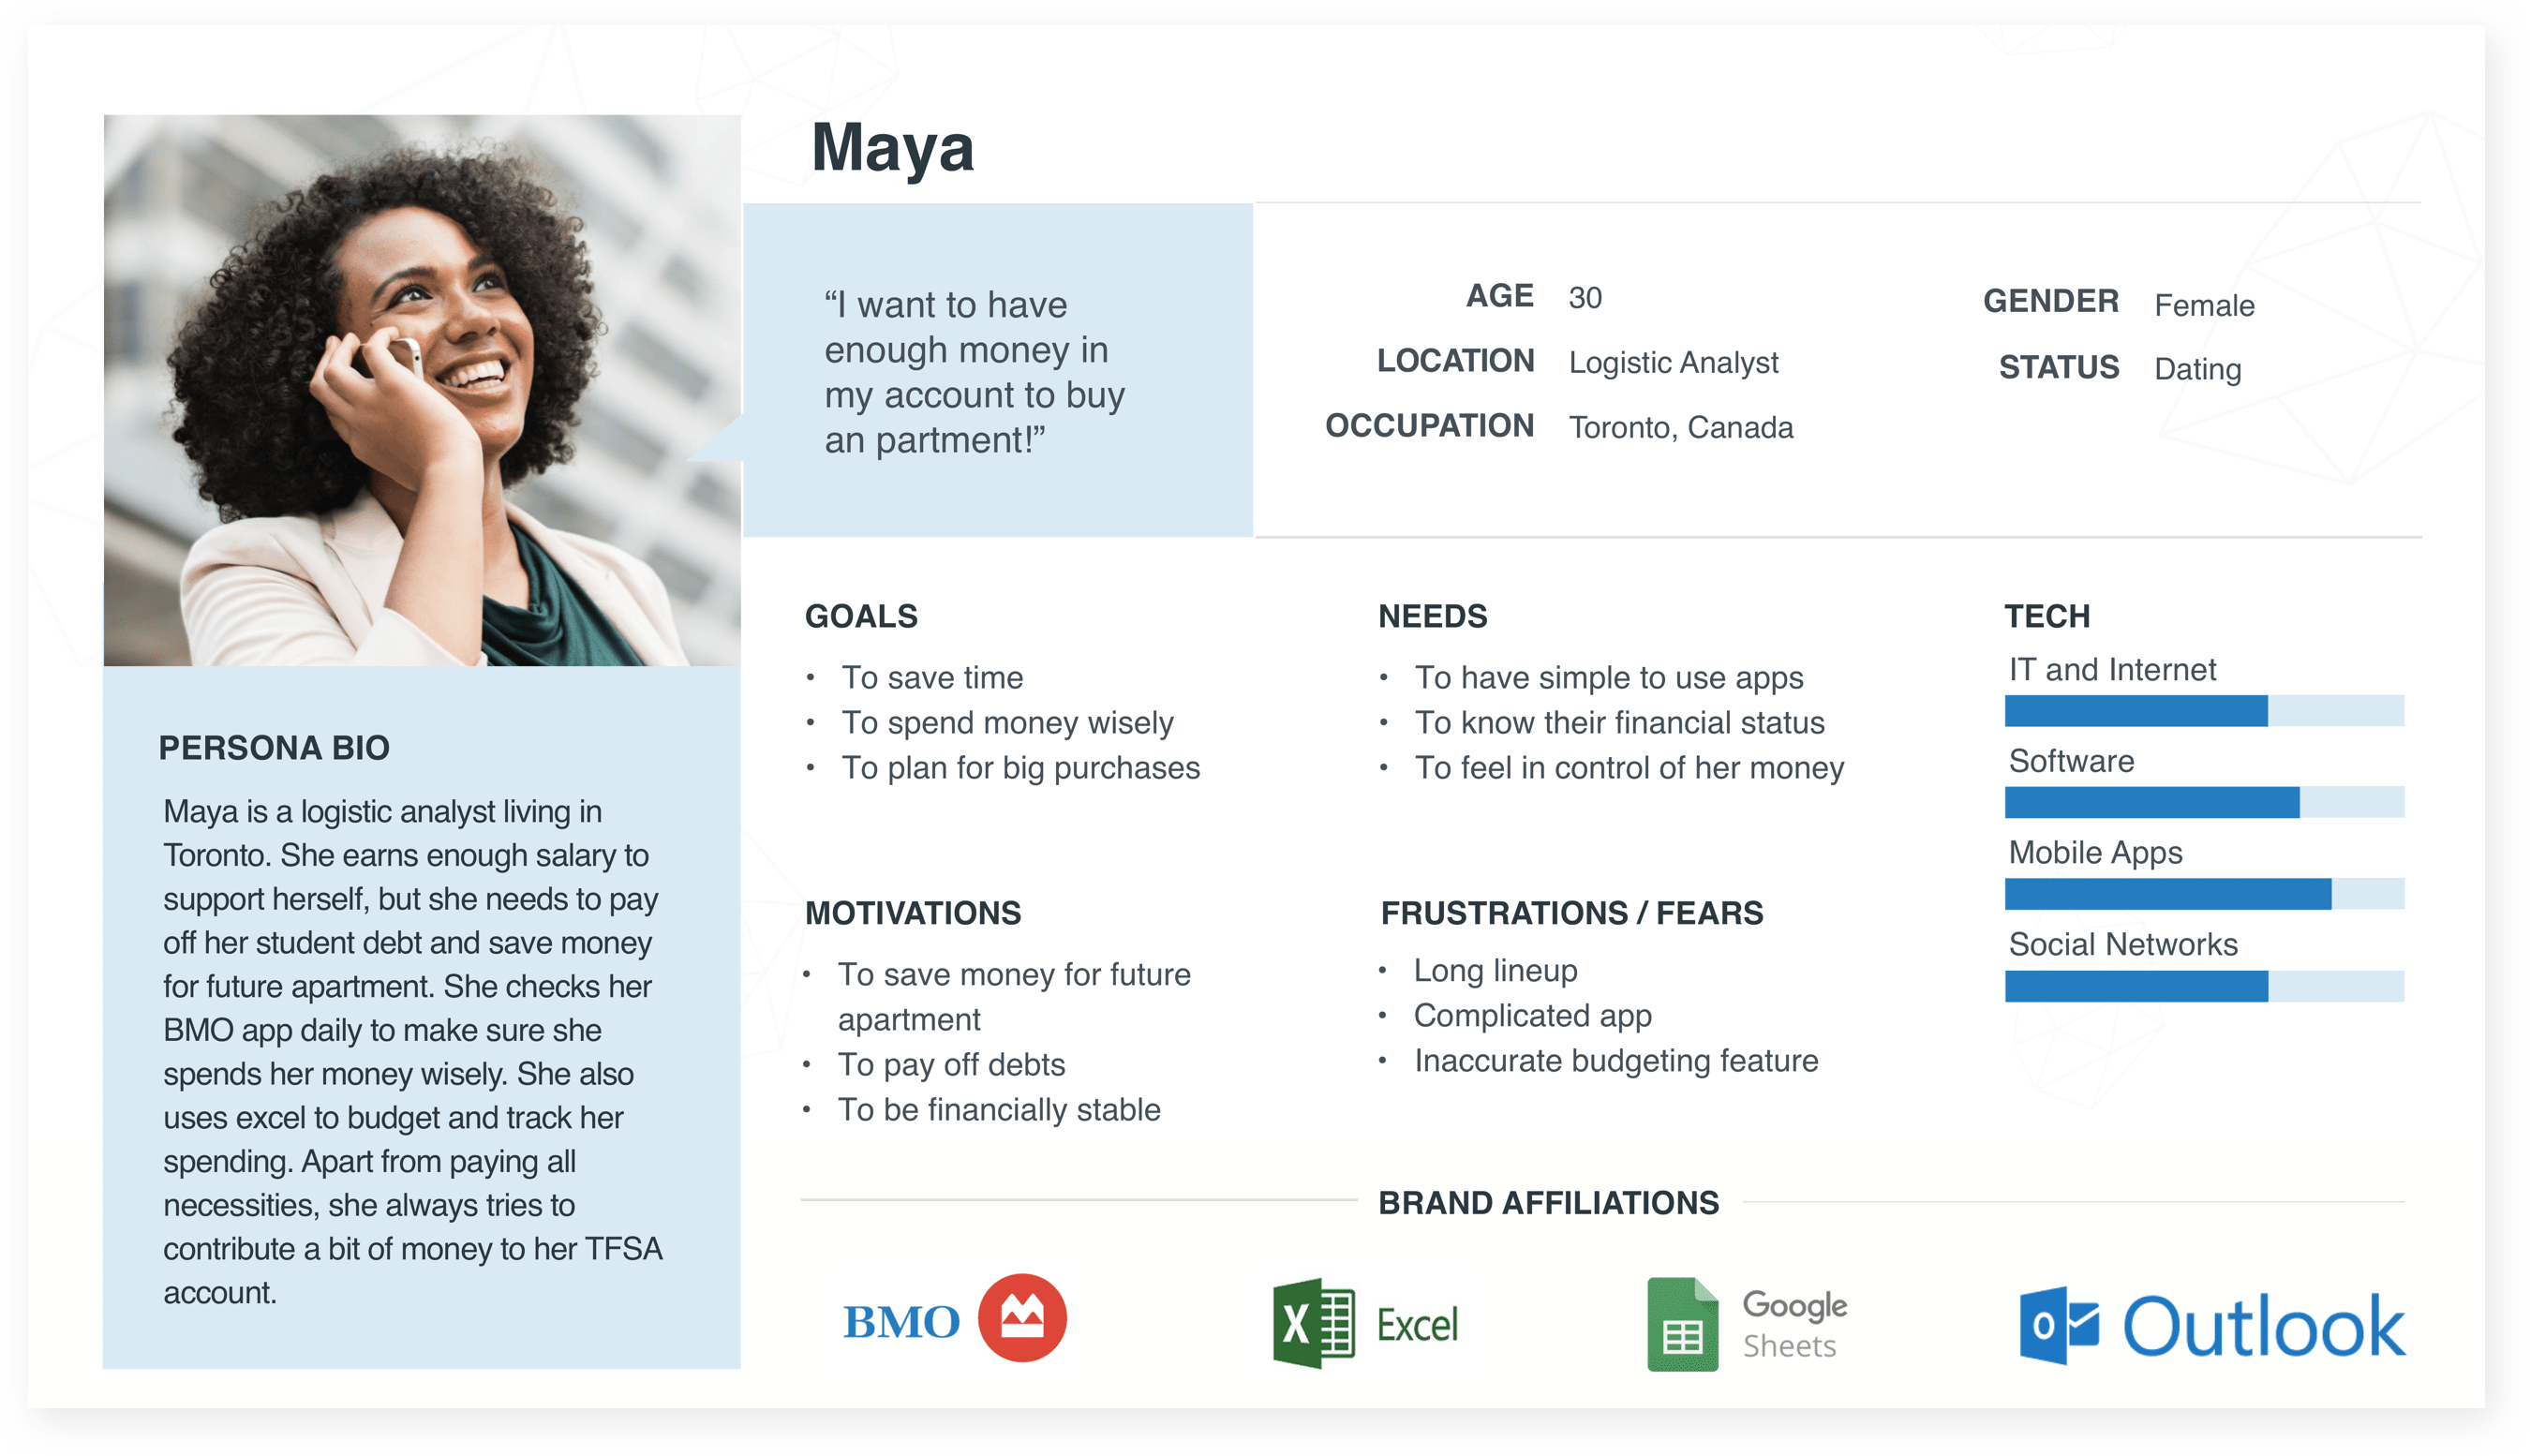 Maya
“I want to have
enough money in
my account to buy
an partment!”
AGE 30
LOCATION Logistic Analyst
OCCUPATION Toronto, Canada
GENDER Female
STATUS Dating
PERSONA BIO
Maya is a logistic analyst living in
Toronto. She earns enough salary to
support herself, but she needs to pay
off her student debt and save money
for future apartment. She checks her
BMO app daily to make sure she
spends her money wisely. She also
uses excel to budget and track her
spending. Apart from paying all
necessities, she always tries to
contribute a bit of money to her TFSA
account.
GOALS
• To save time
• To spend money wisely
• To plan for big purchases
NEEDS
• To have simple to use apps
• To know their financial status
• To feel in control of her money
TECH
IT and Internet
Software
Mobile Apps
Social Networks
MOTIVATIONS
• To save money for future
apartment
• To pay off debts
• To be financially stable
FRUSTRATIONS / FEARS
• Long lineup
• Complicated app
• Inaccurate budgeting feature
BRAND AFFILIATIONS
BMO
X Excel
Google
Sheets
O Outlook